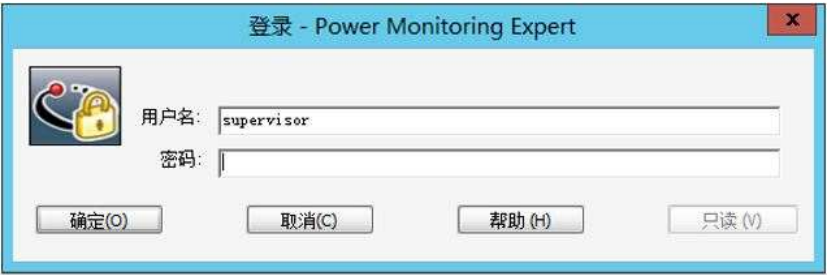 登录 - Power Monitoring Expert
用户名: supervisor
密码:
确定(O) 取消(C) 帮助 (H) 只读 (V)